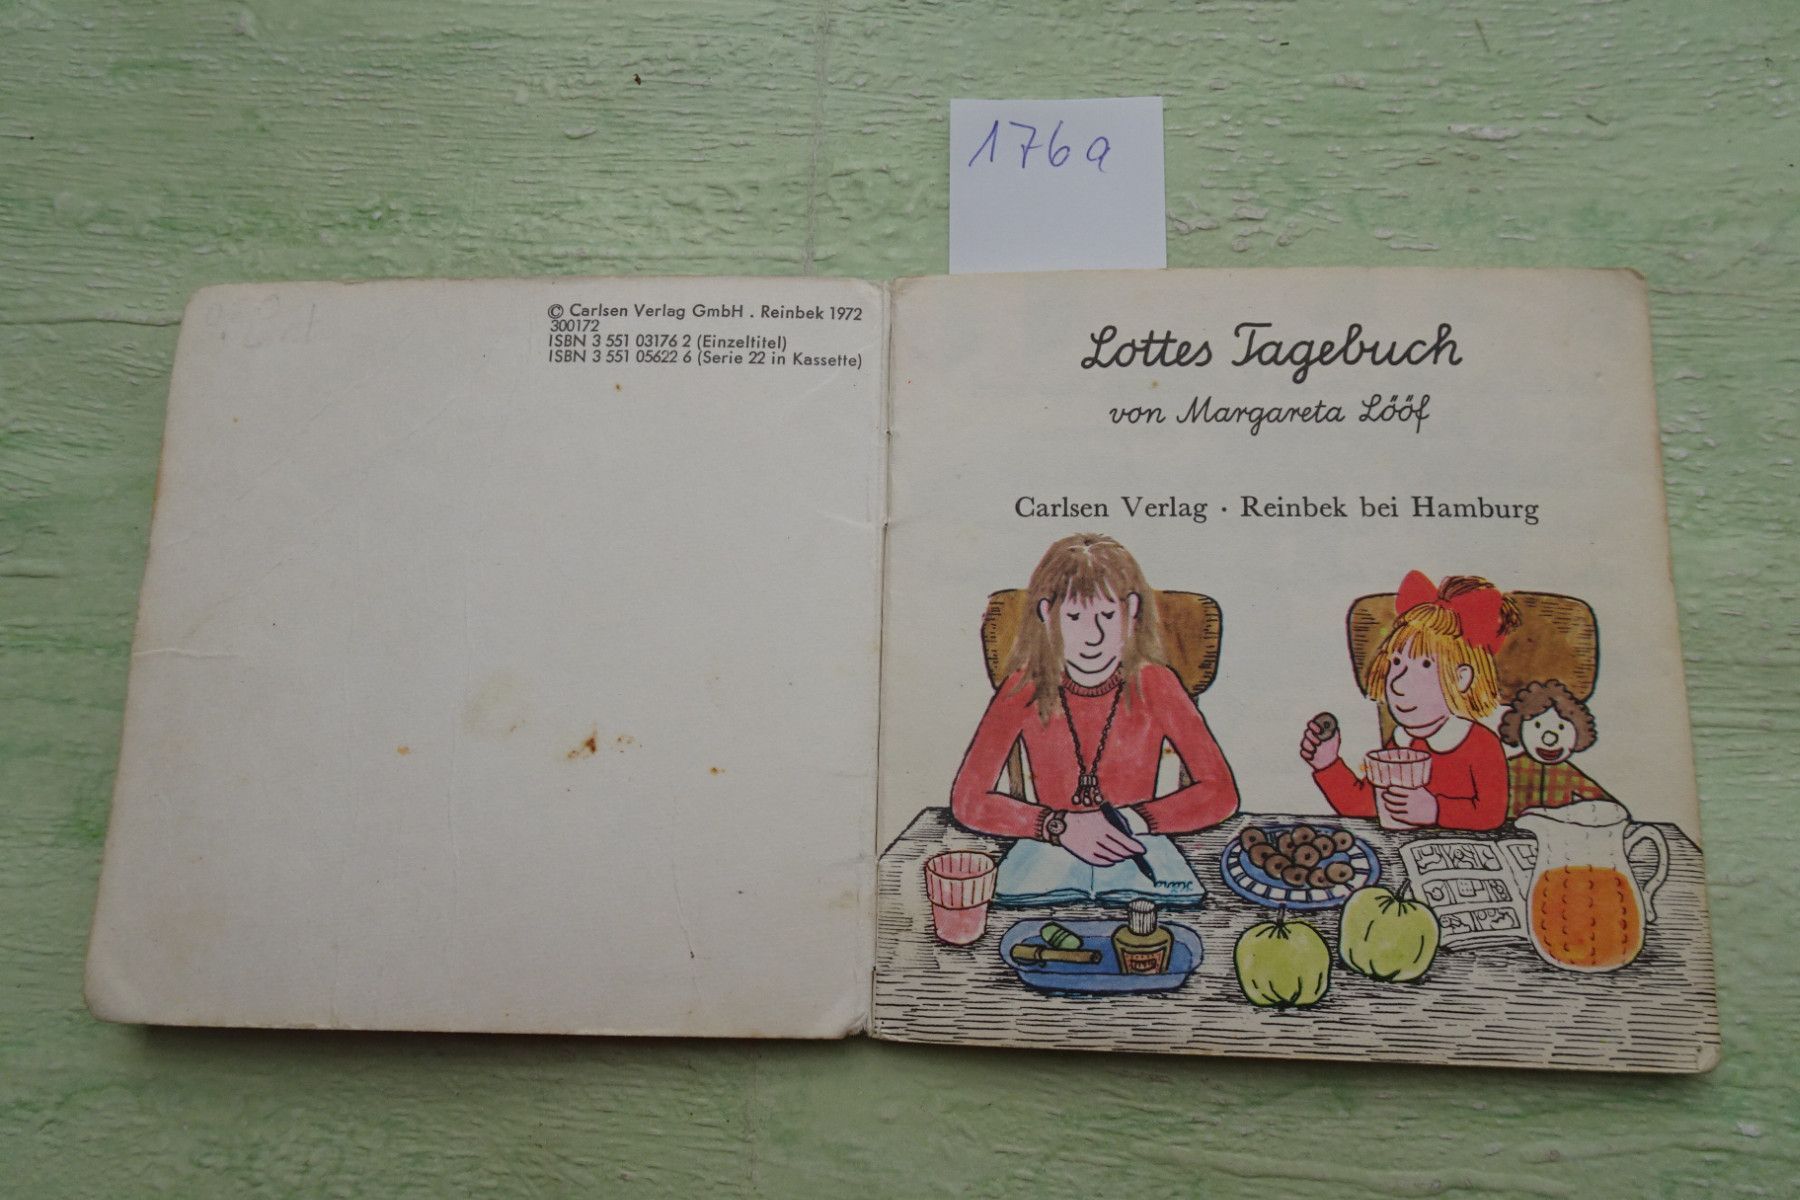 176a
© Carlsen Verlag GmbH . Reinbek 1972
300172
ISBN 3 551 03176 2 (Einzeltitel)
ISBN 3 551 05622 6 (Serie 22 in Kassette)
Lottes Tagebuch
von Margareta Lööf
Carlsen Verlag · Reinbek bei Hamburg